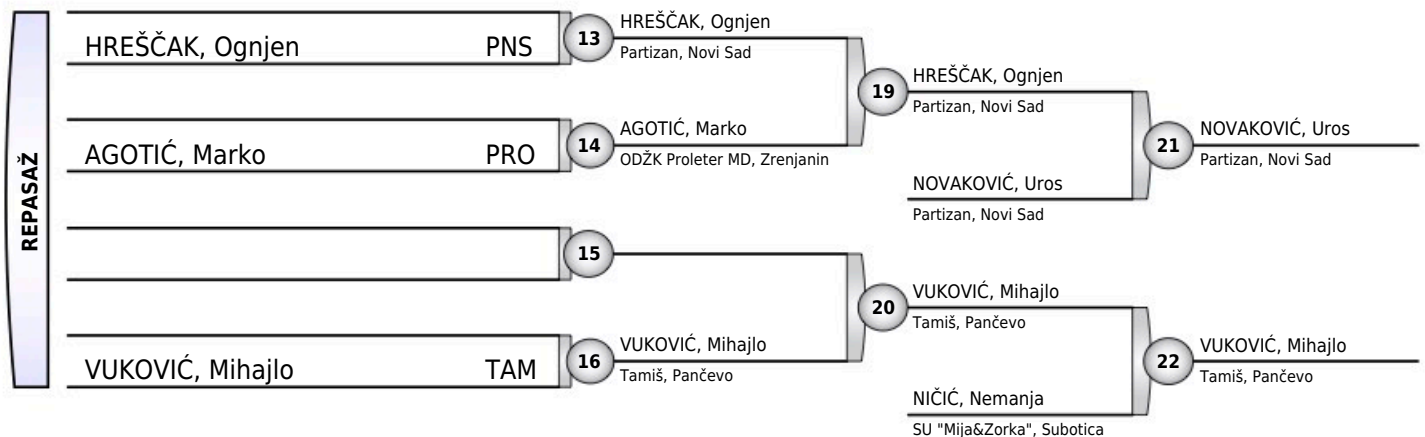 REPASAŽ
HREŠČAK, Ognjen PNS
AGOTIĆ, Marko PRO
VUKOVIĆ, Mihajlo TAM
13
HREŠČAK, Ognjen
Partizan, Novi Sad
14
AGOTIĆ, Marko
ODŽK Proleter MD, Zrenjanin
15
16
VUKOVIĆ, Mihajlo
Tamiš, Pančevo
19
HREŠČAK, Ognjen
Partizan, Novi Sad
NOVAKOVIĆ, Uros
Partizan, Novi Sad
20
VUKOVIĆ, Mihajlo
Tamiš, Pančevo
NIČIĆ, Nemanja
SU "Mija&Zorka", Subotica
21
NOVAKOVIĆ, Uros
Partizan, Novi Sad
22
VUKOVIĆ, Mihajlo
Tamiš, Pančevo